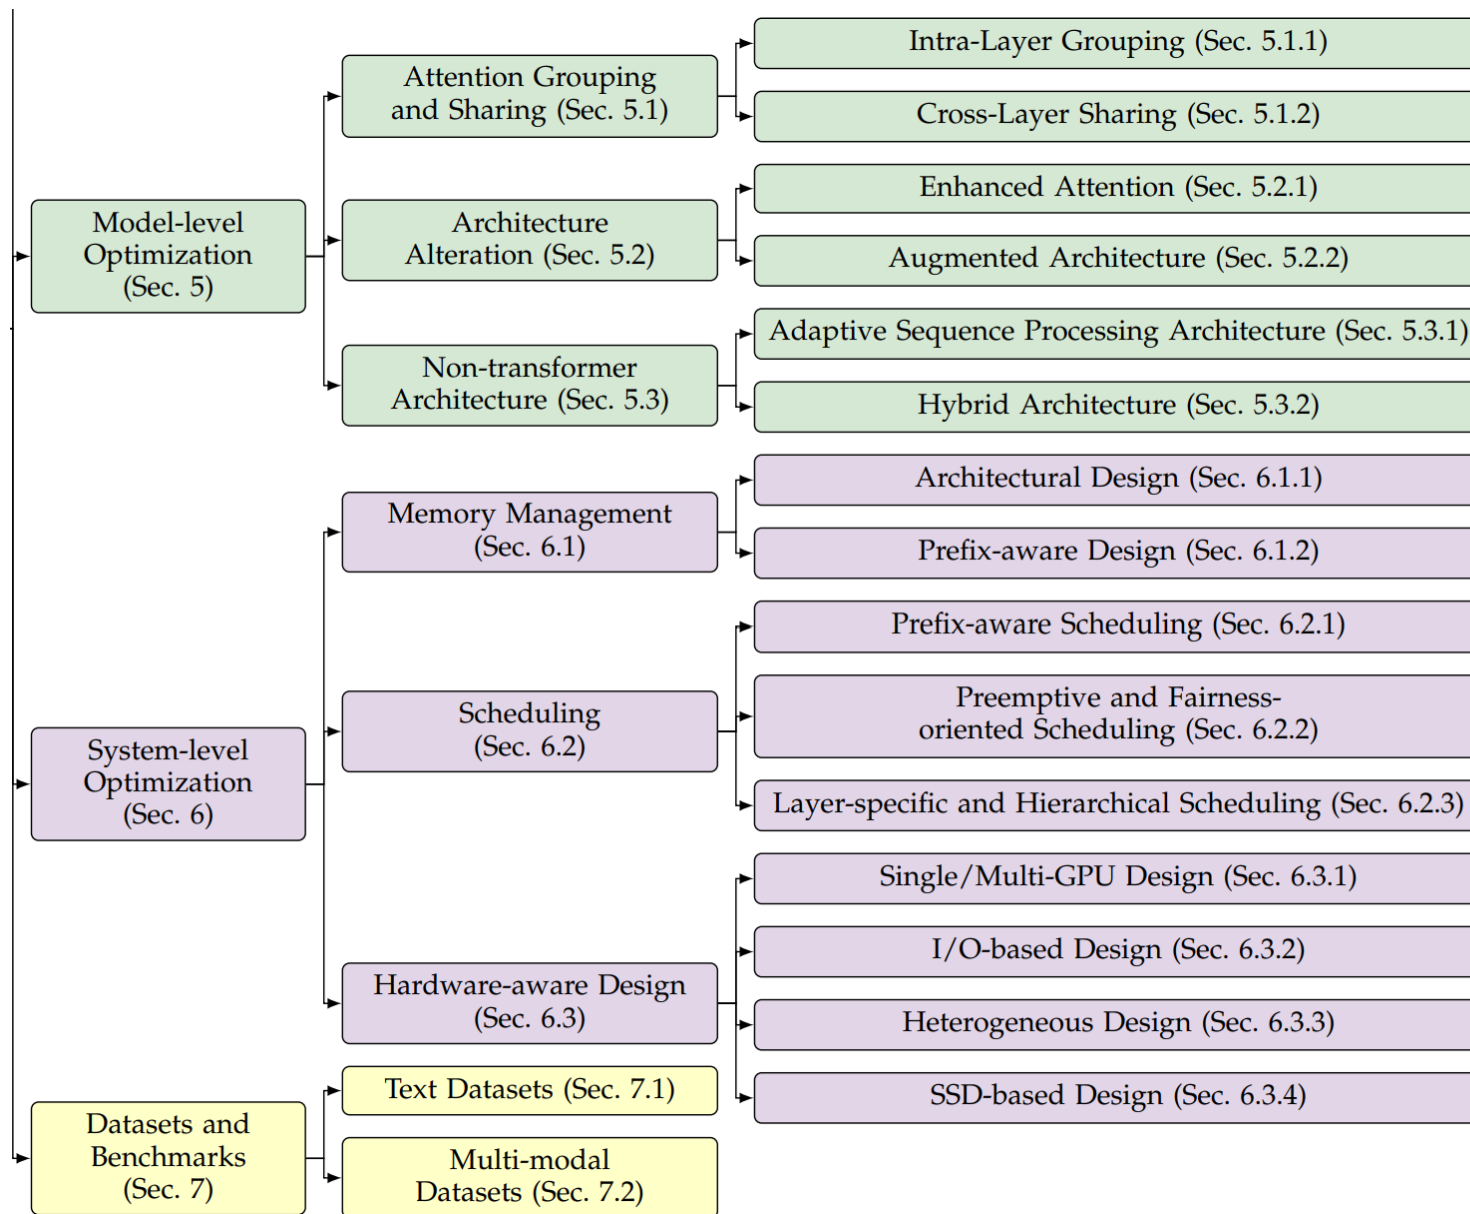 Model-level
Optimization
(Sec. 5)
Attention Grouping
and Sharing (Sec. 5.1)
Intra-Layer Grouping (Sec. 5.1.1)
Cross-Layer Sharing (Sec. 5.1.2)
Architecture
Alteration (Sec. 5.2)
Enhanced Attention (Sec. 5.2.1)
Augmented Architecture (Sec. 5.2.2)
Non-transformer
Architecture (Sec. 5.3)
Adaptive Sequence Processing Architecture (Sec. 5.3.1)
Hybrid Architecture (Sec. 5.3.2)
System-level
Optimization
(Sec. 6)
Memory Management
(Sec. 6.1)
Architectural Design (Sec. 6.1.1)
Prefix-aware Design (Sec. 6.1.2)
Scheduling
(Sec. 6.2)
Prefix-aware Scheduling (Sec. 6.2.1)
Preemptive and Fairness-
oriented Scheduling (Sec. 6.2.2)
Layer-specific and Hierarchical Scheduling (Sec. 6.2.3)
Hardware-aware Design
(Sec. 6.3)
Single/Multi-GPU Design (Sec. 6.3.1)
I/O-based Design (Sec. 6.3.2)
Heterogeneous Design (Sec. 6.3.3)
SSD-based Design (Sec. 6.3.4)
Datasets and
Benchmarks
(Sec. 7)
Text Datasets (Sec. 7.1)
Multi-modal
Datasets (Sec. 7.2)